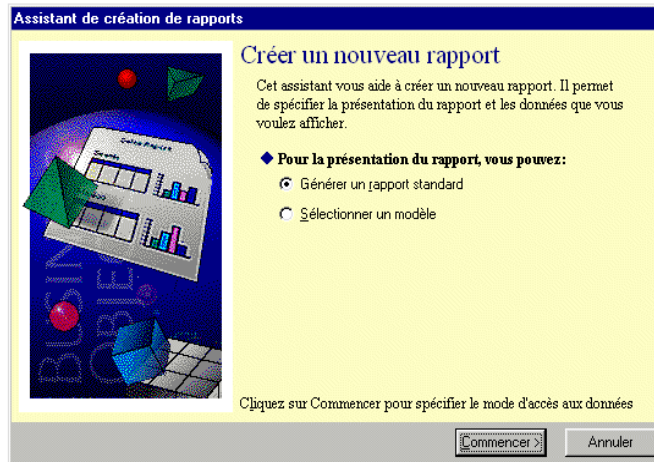 Assistant de création de rapports
Créer un nouveau rapport
Cet assistant vous aide à créer un nouveau rapport. Il permet
de spécifier la présentation du rapport et les données que vous
voulez afficher.
Pour la présentation du rapport, vous pouvez:
Générer un rapport standard
Sélectionner un modèle
BUSIN
OBJE
Cliquez sur Commencer pour spécifier le mode d'accès aux données
Commencer >
Annuler